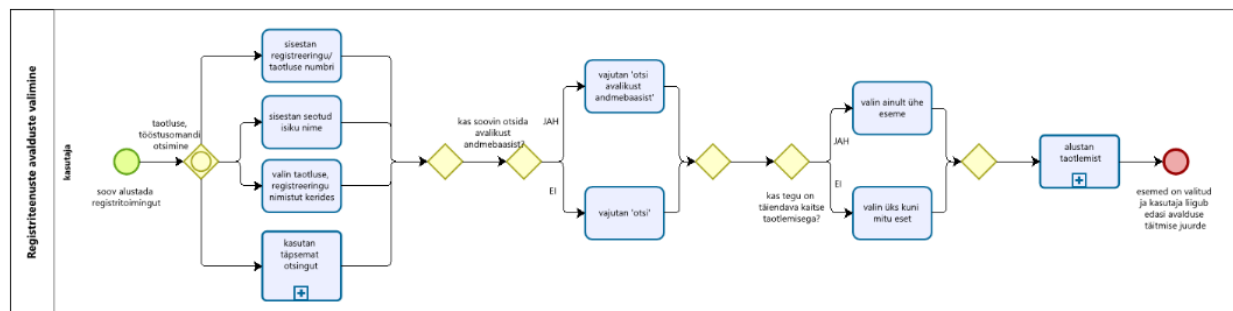 Registriteenuste avalduste valimine
kasutaja
soov alustada
registritoimingut
taotluse,
tööstusomandi
otsimine
sisestan
registreeringu/
taotluse numbri
sisestan seotud
isiku nime
valin taotluse,
registreeringu
nimistut kerides
kasutan
täpsemat
otsingut
kas soovin otsida
avalikust
andmebaasist?
JAH
EI
vajutan 'otsi
avalikust
andmebaasist'
vajutan 'otsi'
kas tegu on
täiendava kaitse
taotlemisega?
JAH
EI
valin ainult ühe
eseme
valin üks kuni
mitu eset
alustan
taotlemist
esemed on valitud
ja kasutaja liigub
edasi avalduse
täitmise juurde